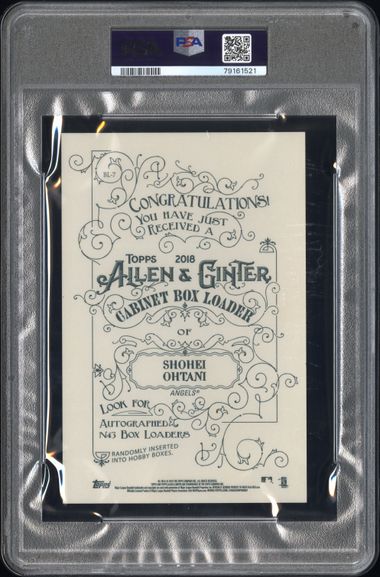 PSA
79161521
BL-7
CONGRATULATIONS!
YOU HAVE JUST
RECEIVED A
TOPPS 2018
ALLEN & GINTER
CABINET BOX LOADER
OF
SHOHEI
OHTANI
ANGELS®
LOOK FOR
AUTOGRAPHED &
N43 BOX LOADERS
RANDOMLY INSERTED
INTO HOBBY BOXES.
Topps